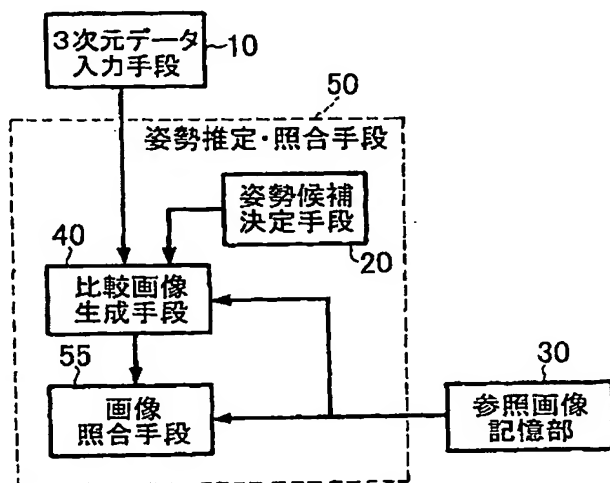 3次元データ
入力手段
10
50
姿勢推定・照合手段
姿勢候補
決定手段
20
40
比較画像
生成手段
55
画像
照合手段
30
参照画像
記憶部